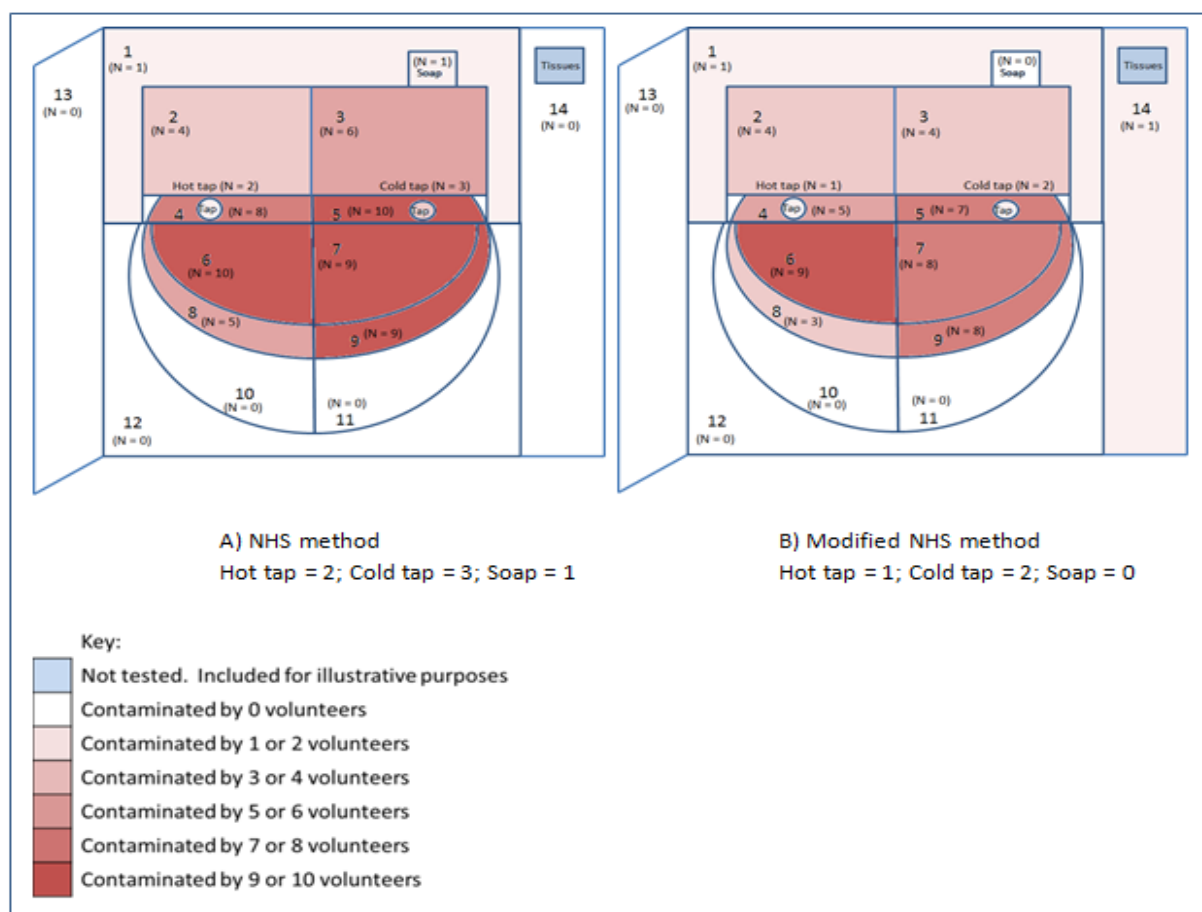 1
(N = 1)
(N = 1)
Soap
Tissues
13
(N = 0)
2
(N = 4)
3
(N = 6)
14
(N = 0)
Hot tap (N = 2)
Cold tap (N = 3)
4
Tap
(N = 8)
5
(N = 10)
Tap
6
(N = 10)
7
(N = 9)
8
(N = 5)
9
(N = 9)
10
(N = 0)
(N = 0)
11
12
(N = 0)
A) NHS method
Hot tap = 2; Cold tap = 3; Soap = 1
1
(N = 1)
(N = 0)
Soap
Tissues
13
(N = 0)
2
(N = 4)
3
(N = 4)
14
(N = 1)
Hot tap (N = 1)
Cold tap (N = 2)
4
Tap
(N = 5)
5
(N = 7)
Tap
6
(N = 9)
7
(N = 8)
8
(N = 3)
9
(N = 8)
10
(N = 0)
(N = 0)
11
12
(N = 0)
B) Modified NHS method
Hot tap = 1; Cold tap = 2; Soap = 0
Key:
Not tested. Included for illustrative purposes
Contaminated by 0 volunteers
Contaminated by 1 or 2 volunteers
Contaminated by 3 or 4 volunteers
Contaminated by 5 or 6 volunteers
Contaminated by 7 or 8 volunteers
Contaminated by 9 or 10 volunteers